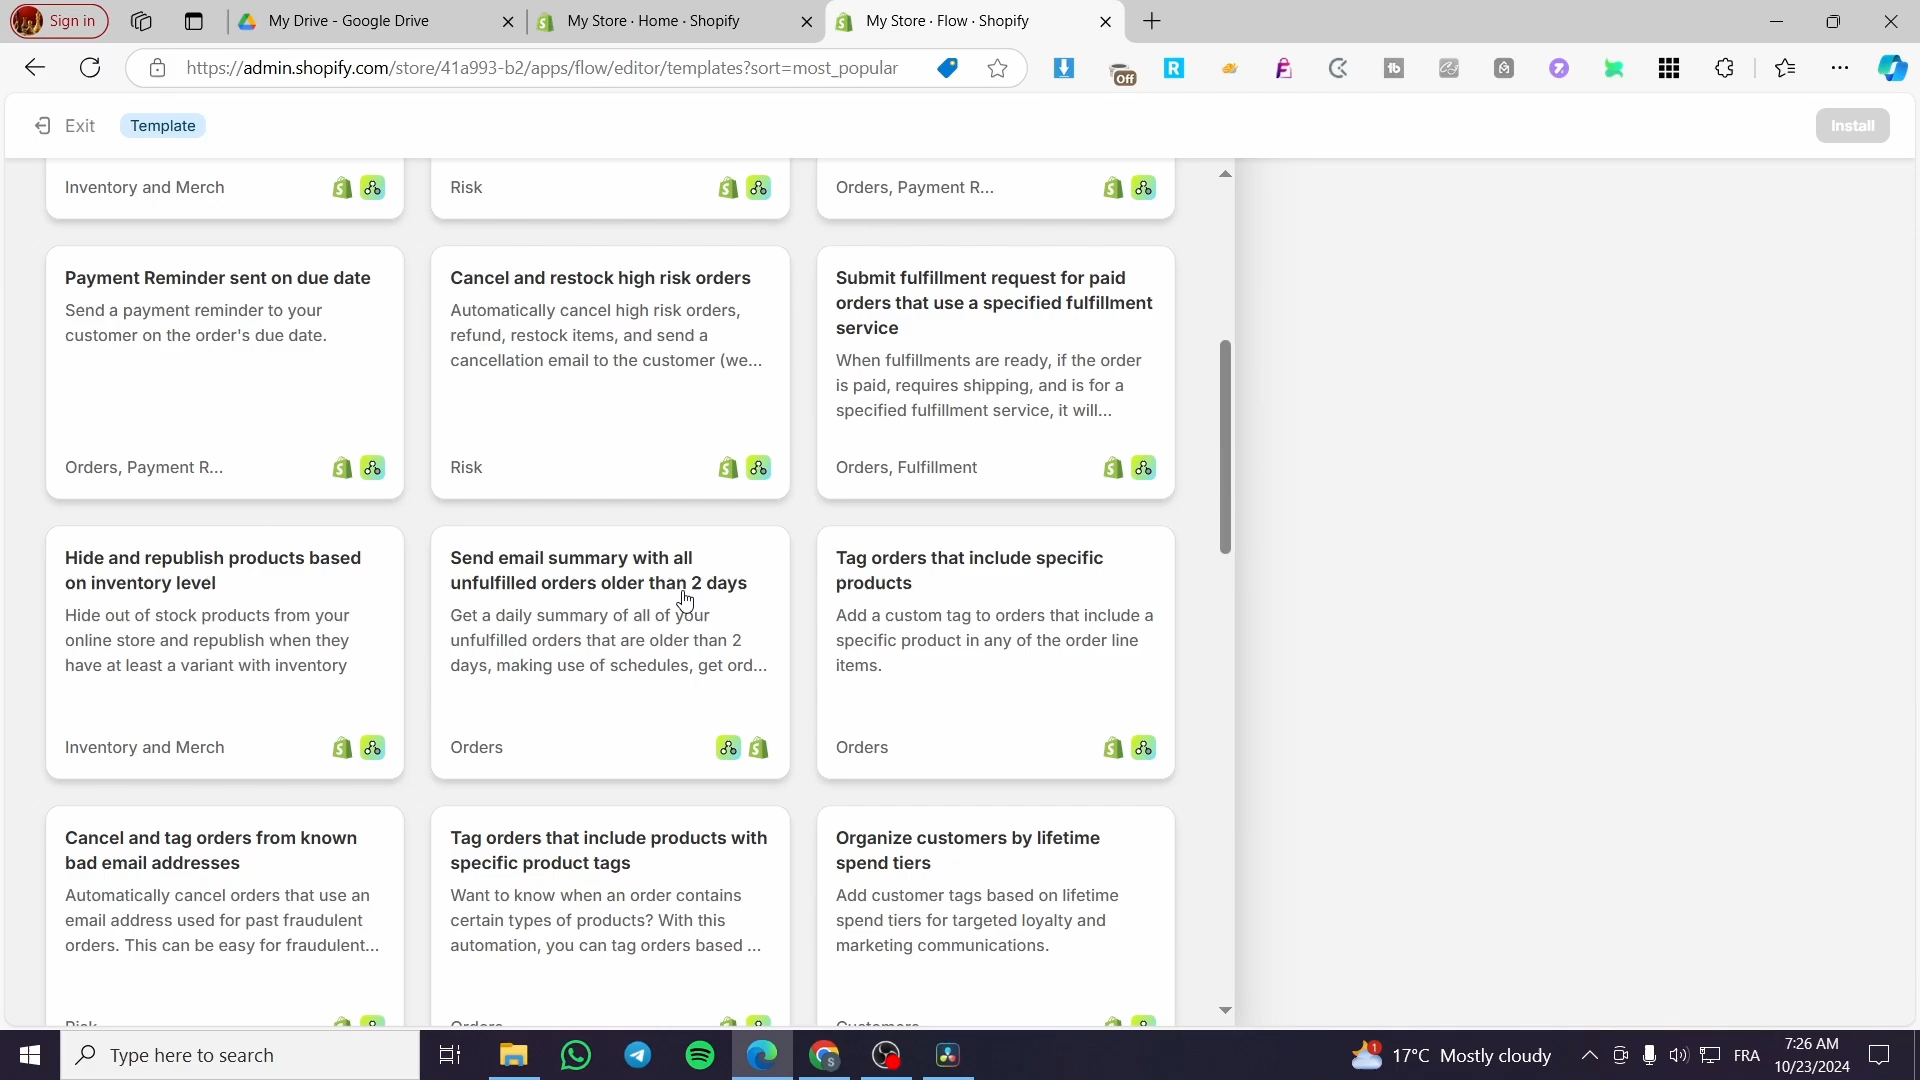 Sign in
My Drive - Google Drive
My Store · Home · Shopify
My Store · Flow · Shopify
https://admin.shopify.com/store/41a993-b2/apps/flow/editor/templates?sort=most_popular
Off
Exit
Template
Install
Inventory and Merch
Risk
Orders, Payment R...
Payment Reminder sent on due date
Send a payment reminder to your
customer on the order's due date.
Orders, Payment R...
Cancel and restock high risk orders
Automatically cancel high risk orders,
refund, restock items, and send a
cancellation email to the customer (we...
Risk
Submit fulfillment request for paid
orders that use a specified fulfillment
service
When fulfillments are ready, if the order
is paid, requires shipping, and is for a
specified fulfillment service, it will...
Orders, Fulfillment
Hide and republish products based
on inventory level
Hide out of stock products from your
online store and republish when they
have at least a variant with inventory
Inventory and Merch
Send email summary with all
unfulfilled orders older than 2 days
Get a daily summary of all of your
unfulfilled orders that are older than 2
days, making use of schedules, get ord...
Orders
Tag orders that include specific
products
Add a custom tag to orders that include a
specific product in any of the order line
items.
Orders
Cancel and tag orders from known
bad email addresses
Automatically cancel orders that use an
email address used for past fraudulent
orders. This can be easy for fraudulent...
Risk
Tag orders that include products with
specific product tags
Want to know when an order contains
certain types of products? With this
automation, you can tag orders based ...
Orders
Organize customers by lifetime
spend tiers
Add customer tags based on lifetime
spend tiers for targeted loyalty and
marketing communications.
Customers
Type here to search
17°C Mostly cloudy
FRA
7:26 AM
10/23/2024